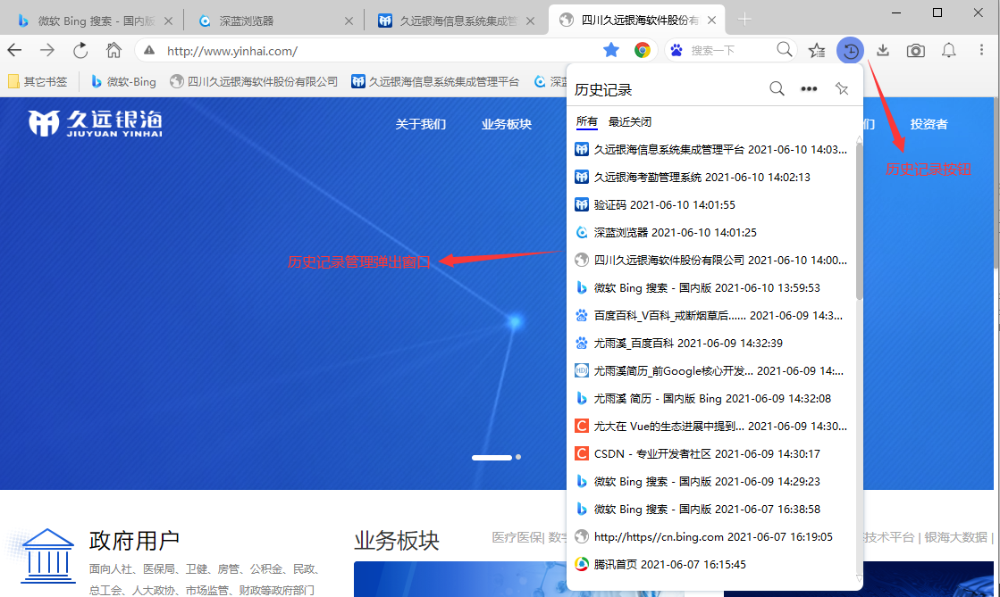 微软 Bing 搜索 - 国内版
深蓝浏览器
久远银海信息系统集成管
四川久远银海软件股份有
http://www.yinhai.com/
搜索一下
其它书签
微软-Bing
四川久远银海软件股份有限公司
久远银海信息系统集成管理平台
深蓝
久远银海
JIUYUAN YINHAI
关于我们
业务板块
们
投资者
历史记录
所有 最近关闭
久远银海信息系统集成管理平台 2021-06-10 14:03...
久远银海考勤管理系统 2021-06-10 14:02:13
验证码 2021-06-10 14:01:55
深蓝浏览器 2021-06-10 14:01:25
四川久远银海软件股份有限公司 2021-06-10 14:00...
微软 Bing 搜索 - 国内版 2021-06-10 13:59:53
百度百科_V百科_戒断烟草后...... 2021-06-09 14:3...
尤雨溪_百度百科 2021-06-09 14:32:39
尤雨溪简历_前Google核心开发... 2021-06-09 14:...
尤雨溪 简历 - 国内版 Bing 2021-06-09 14:32:08
尤大在 Vue的生态进展中提到... 2021-06-09 14:30...
CSDN - 专业开发者社区 2021-06-09 14:30:17
微软 Bing 搜索 - 国内版 2021-06-09 14:29:23
微软 Bing 搜索 - 国内版 2021-06-07 16:38:58
http://https//cn.bing.com 2021-06-07 16:19:05
腾讯首页 2021-06-07 16:15:45
历史记录按钮
历史记录管理弹出窗口
政府用户
面向人社、医保局、卫健、房管、公积金、民政、
总工会、人大政协、市场监管、财政等政府部门
业务板块
医疗医保| 数字
技术平台 | 银海大数据 |